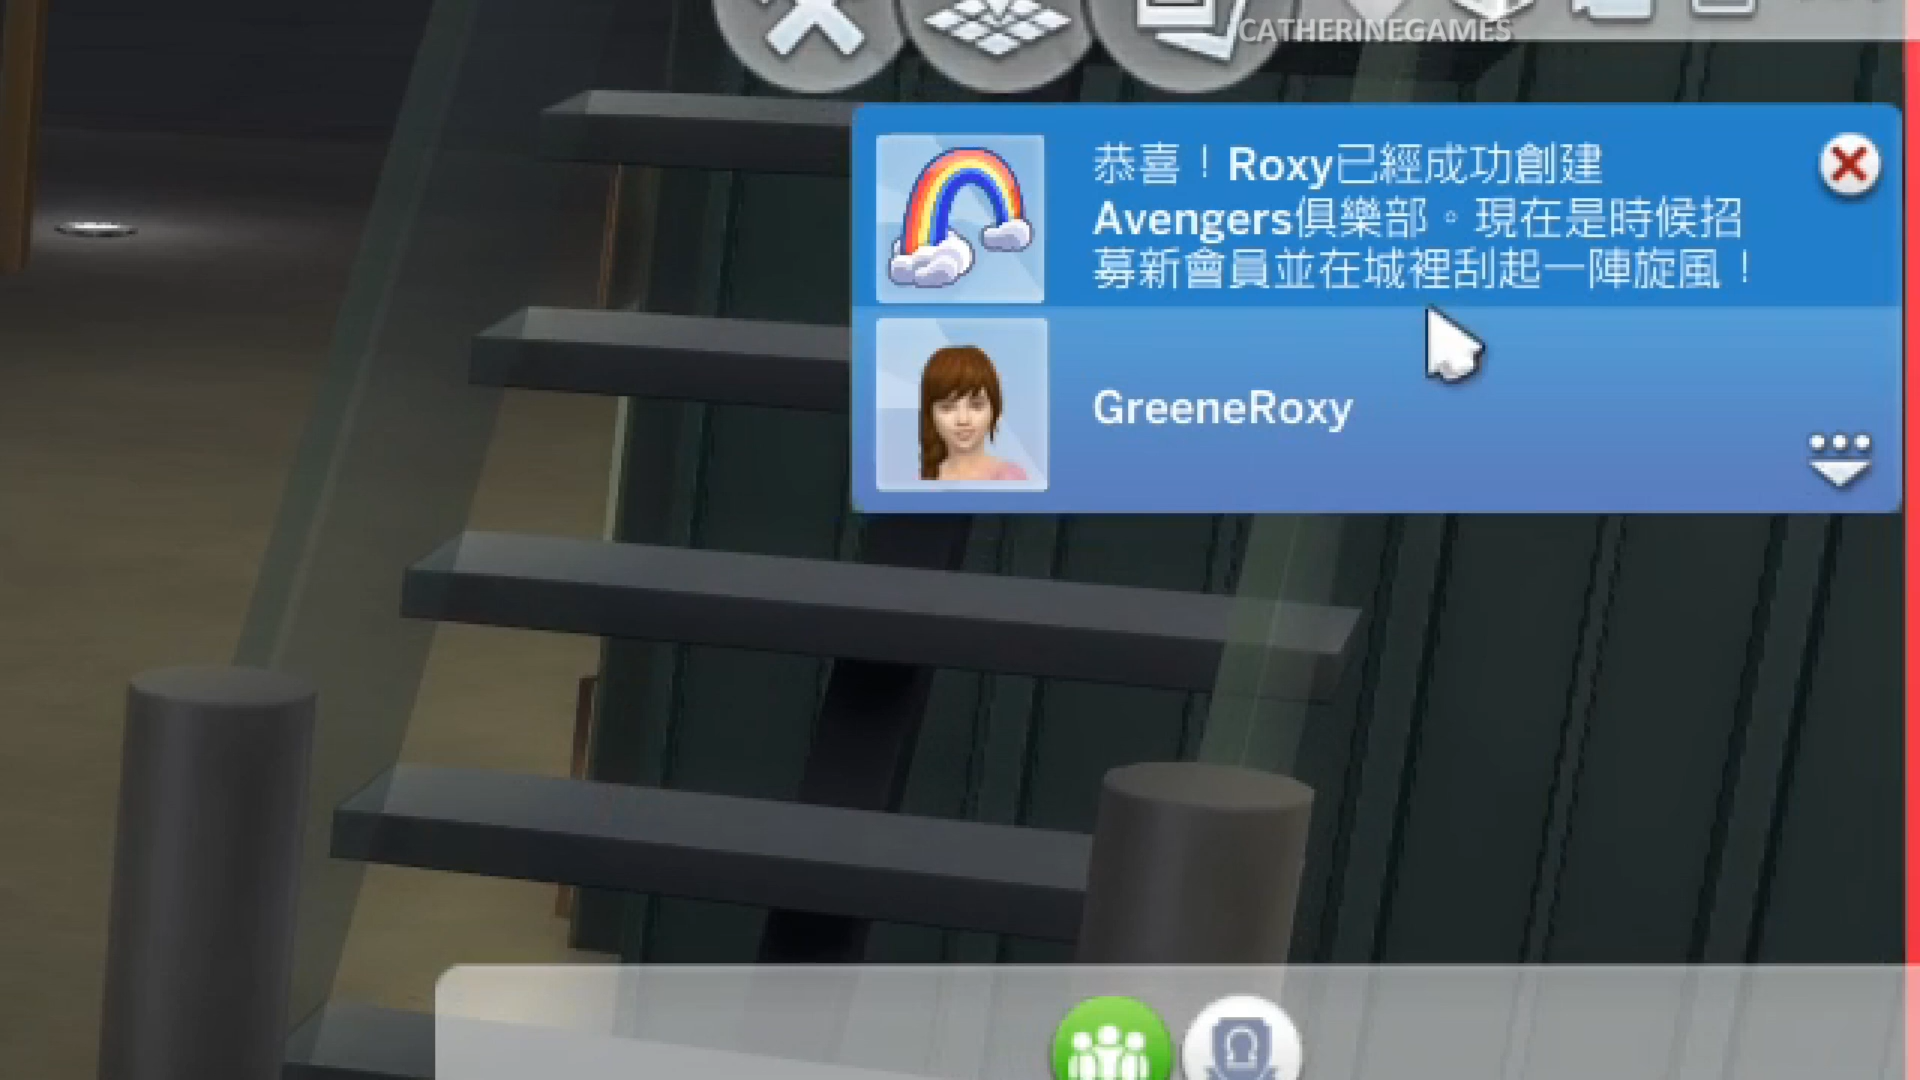 CATHERINEGAMES
恭喜！Roxy已經成功創建
Avengers俱樂部。現在是時候招
募新會員並在城裡刮起一陣旋風！
GreeneRoxy